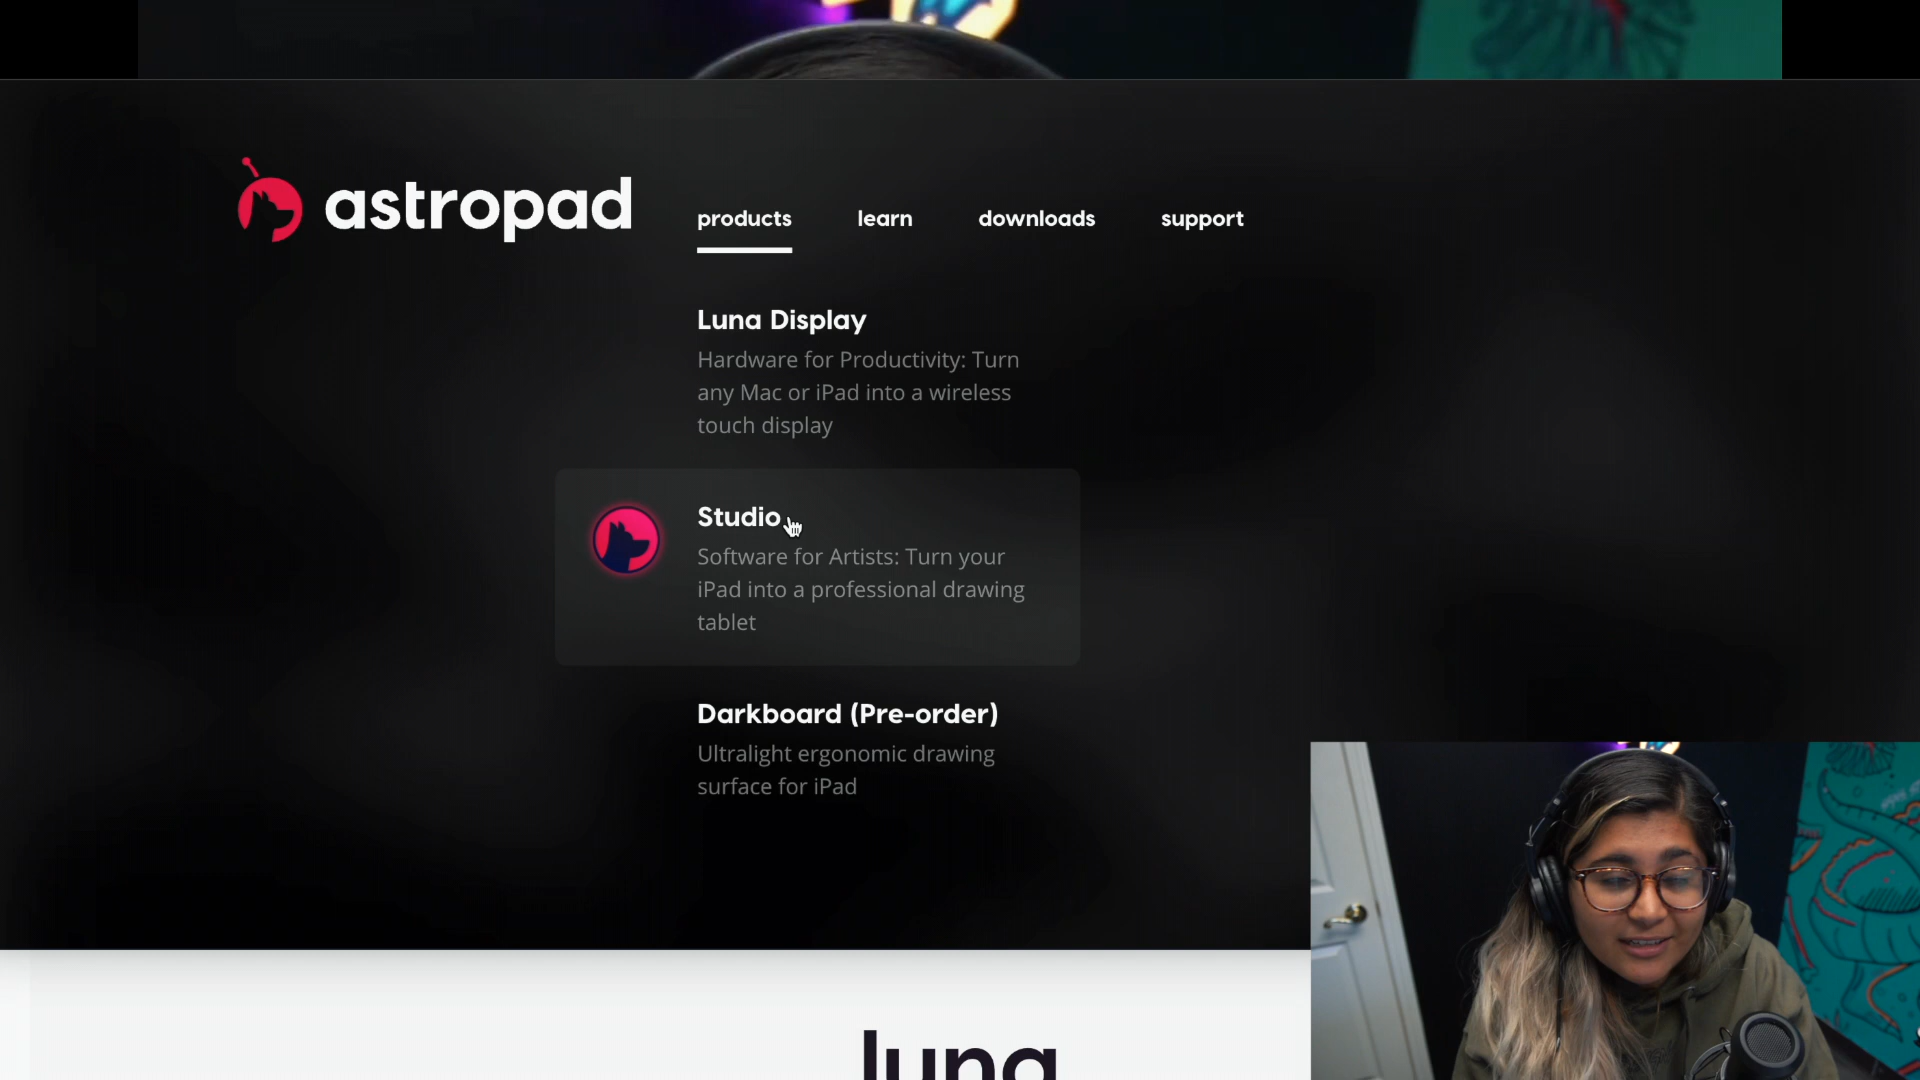 astropad
products
learn
downloads
support
Luna Display
Hardware for Productivity: Turn
any Mac or iPad into a wireless
touch display
Studio
Software for Artists: Turn your
iPad into a professional drawing
tablet
Darkboard (Pre-order)
Ultralight ergonomic drawing
surface for iPad
luna